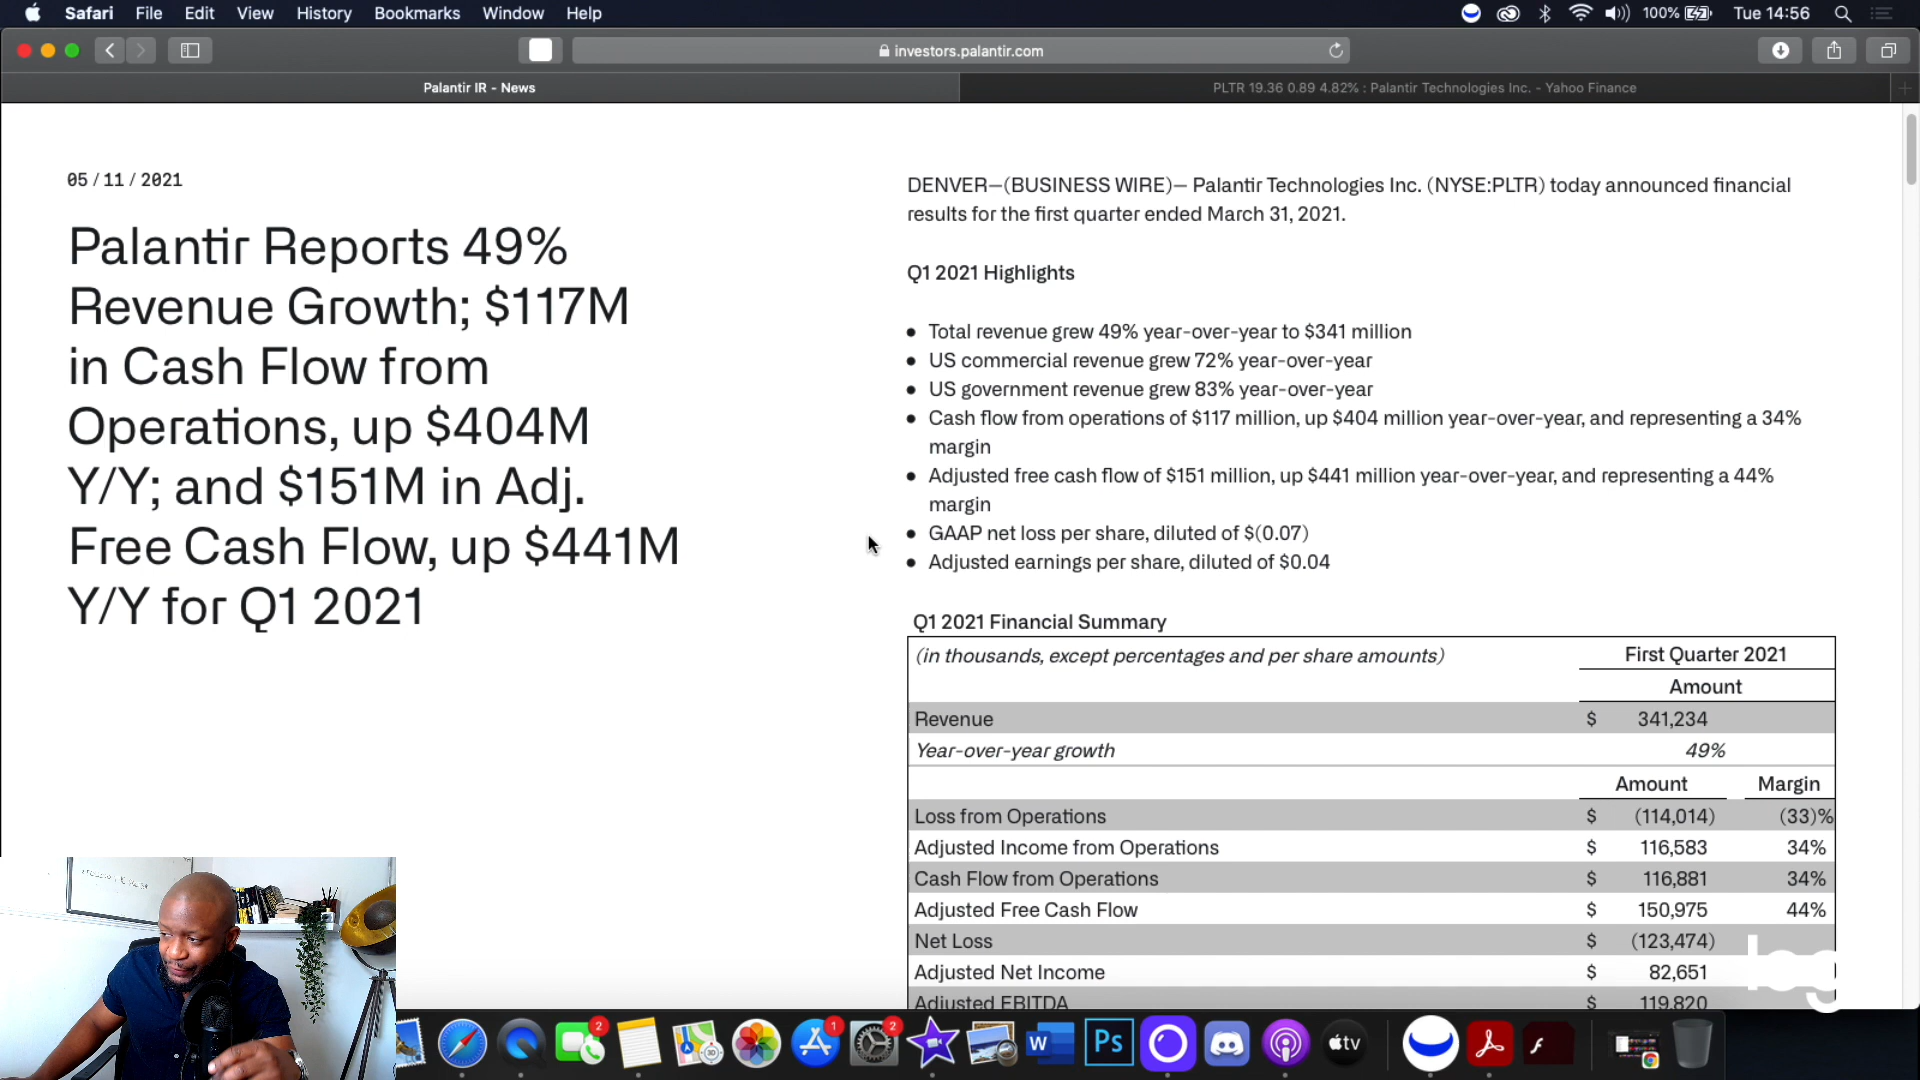 Safari File Edit View History Bookmarks Window Help
100% Tue 14:56
investors.palantir.com
Palantir IR - News
PLTR 19.36 0.89 4.82% : Palantir Technologies Inc. - Yahoo Finance
05 / 11 / 2021
Palantir Reports 49%
Revenue Growth; $117M
in Cash Flow from
Operations, up $404M
Y/Y; and $151M in Adj.
Free Cash Flow, up $441M
Y/Y for Q1 2021
DENVER—(BUSINESS WIRE)— Palantir Technologies Inc. (NYSE:PLTR) today announced financial
results for the first quarter ended March 31, 2021.
Q1 2021 Highlights
● Total revenue grew 49% year-over-year to $341 million
● US commercial revenue grew 72% year-over-year
● US government revenue grew 83% year-over-year
● Cash flow from operations of $117 million, up $404 million year-over-year, and representing a 34%
margin
● Adjusted free cash flow of $151 million, up $441 million year-over-year, and representing a 44%
margin
● GAAP net loss per share, diluted of $(0.07)
● Adjusted earnings per share, diluted of $0.04
Q1 2021 Financial Summary
(in thousands, except percentages and per share amounts) First Quarter 2021
Amount
Revenue $ 341,234
Year-over-year growth 49%
Amount Margin
Loss from Operations $ (114,014) (33)%
Adjusted Income from Operations $ 116,583 34%
Cash Flow from Operations $ 116,881 34%
Adjusted Free Cash Flow $ 150,975 44%
Net Loss $ (123,474)
Adjusted Net Income $ 82,651
Adjusted EBITDA $ 119,820
log
2
1
2
W
Ps
tv